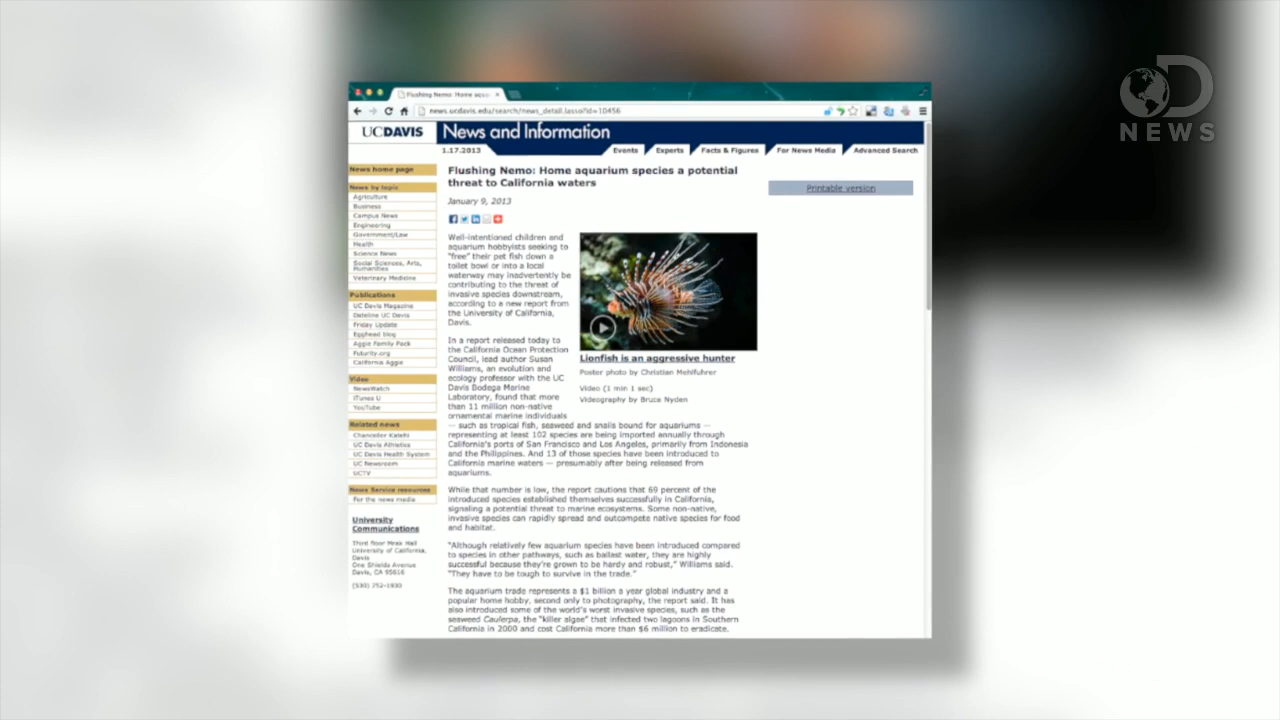 D
NEWS
Flushing Nemo: Home aqua
news.ucdavis.edu/search/news_detail.lasso?id=10456
UCDAVIS
News and Information
1.17.2013
Events
Experts
Facts & Figures
For News Media
Advanced Search
News home page
News by topic
Agriculture
Business
Campus News
Engineering
Government/Law
Health
Science News
Social Sciences, Arts,
Humanities
Veterinary Medicine
Publications
UC Davis Magazine
Dateline UC Davis
Friday Update
Egghead blog
Aggie Family Pack
Futurity.org
California Aggie
Video
NewsWatch
iTunes U
YouTube
Related news
Chancellor Katehi
UC Davis Athletics
UC Davis Health System
UC Newsroom
UCTV
News Service resources
For the news media
University
Communications
Third floor Mrak Hall
University of California,
Davis
One Shields Avenue
Davis, CA 95616
(530) 752-1930
Flushing Nemo: Home aquarium species a potential
threat to California waters
January 9, 2013
Well-intentioned children and
aquarium hobbyists seeking to
"free" their pet fish down a
toilet bowl or into a local
waterway may inadvertently be
contributing to the threat of
invasive species downstream,
according to a new report from
the University of California,
Davis.
In a report released today to
the California Ocean Protection
Council, lead author Susan
Williams, an evolution and
ecology professor with the UC
Davis Bodega Marine
Laboratory, found that more
than 11 million non-native
ornamental marine individuals
— such as tropical fish, seaweed and snails bound for aquariums —
representing at least 102 species are being imported annually through
California's ports of San Francisco and Los Angeles, primarily from Indonesia
and the Philippines. And 13 of those species have been introduced to
California marine waters — presumably after being released from
aquariums.
While that number is low, the report cautions that 69 percent of the
introduced species established themselves successfully in California,
signaling a potential threat to marine ecosystems. Some non-native,
invasive species can rapidly spread and outcompete native species for food
and habitat.
"Although relatively few aquarium species have been introduced compared
to species in other pathways, such as ballast water, they are highly
successful because they're grown to be hardy and robust," Williams said.
"They have to be tough to survive in the trade."
The aquarium trade represents a $1 billion a year global industry and a
popular home hobby, second only to photography, the report said. It has
also introduced some of the world's worst invasive species, such as the
seaweed Caulerpa, the "killer algae" that infected two lagoons in Southern
California in 2000 and cost California more than $6 million to eradicate.
Lionfish is an aggressive hunter
Poster photo by Christian Mehlfuhrer
Video (1 min 1 sec)
Videography by Bruce Nyden
Printable version